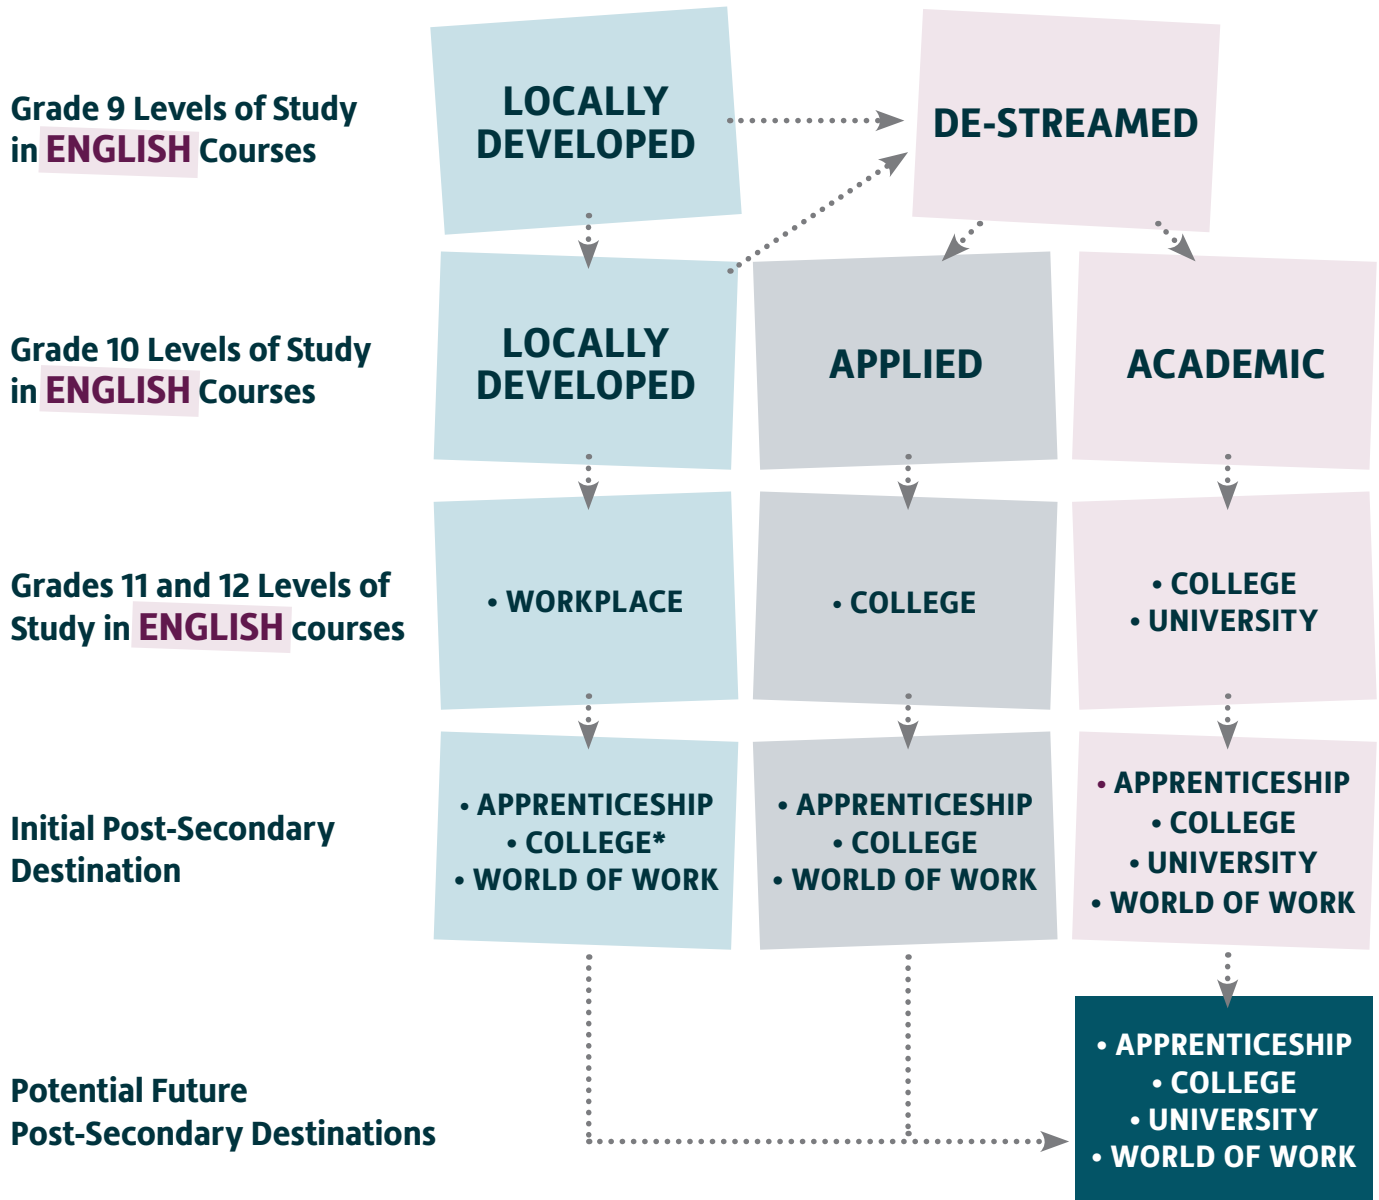 Grade 9 Levels of Study
in ENGLISH Courses
LOCALLY
DEVELOPED
DE-STREAMED
Grade 10 Levels of Study
in ENGLISH Courses
LOCALLY
DEVELOPED
APPLIED
ACADEMIC
Grades 11 and 12 Levels of
Study in ENGLISH courses
• WORKPLACE
• COLLEGE
• COLLEGE
• UNIVERSITY
Initial Post-Secondary
Destination
• APPRENTICESHIP
• COLLEGE*
• WORLD OF WORK
• APPRENTICESHIP
• COLLEGE
• WORLD OF WORK
• APPRENTICESHIP
• COLLEGE
• UNIVERSITY
• WORLD OF WORK
Potential Future
Post-Secondary Destinations
• APPRENTICESHIP
• COLLEGE
• UNIVERSITY
• WORLD OF WORK